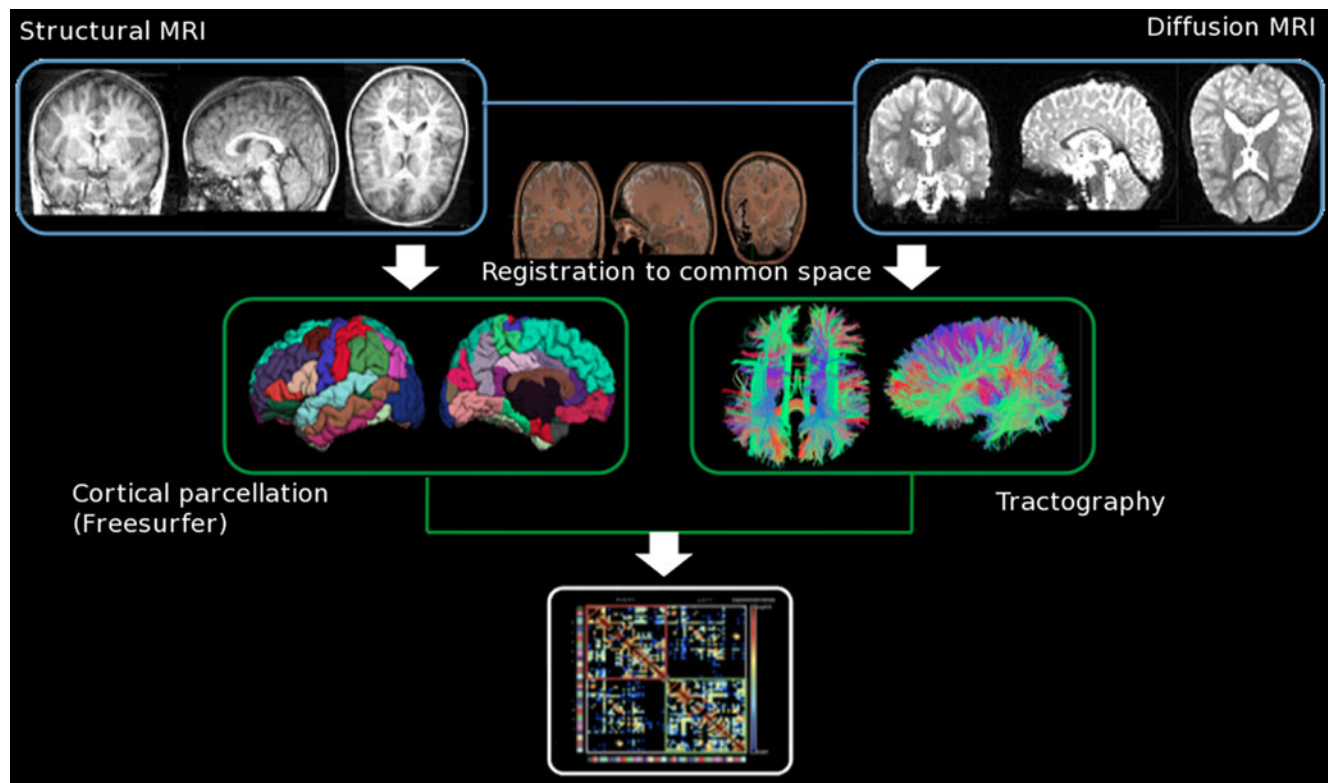 Structural MRI
Diffusion MRI
Registration to common space
Cortical parcellation
(Freesurfer)
Tractography